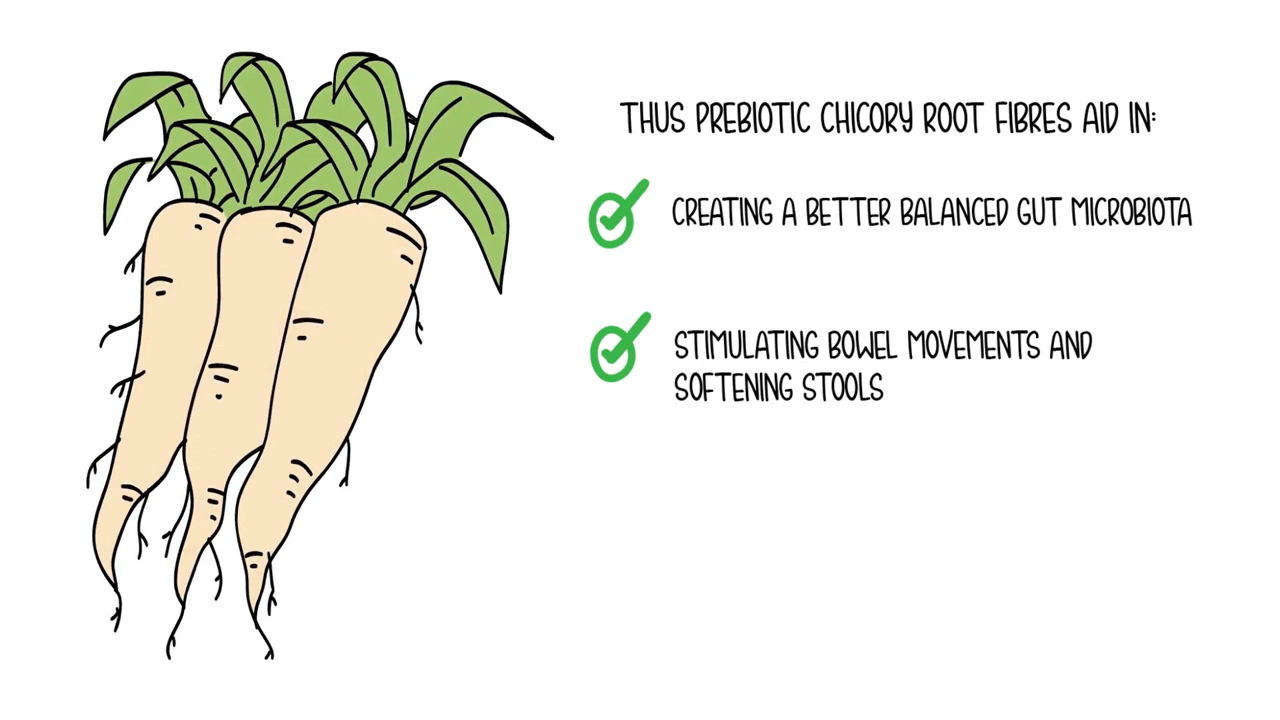 THUS PREBIOTIC CHICORY ROOT FIBRES AID IN:
CREATING A BETTER BALANCED GUT MICROBIOTA
STIMULATING BOWEL MOVEMENTS AND
SOFTENING STOOLS